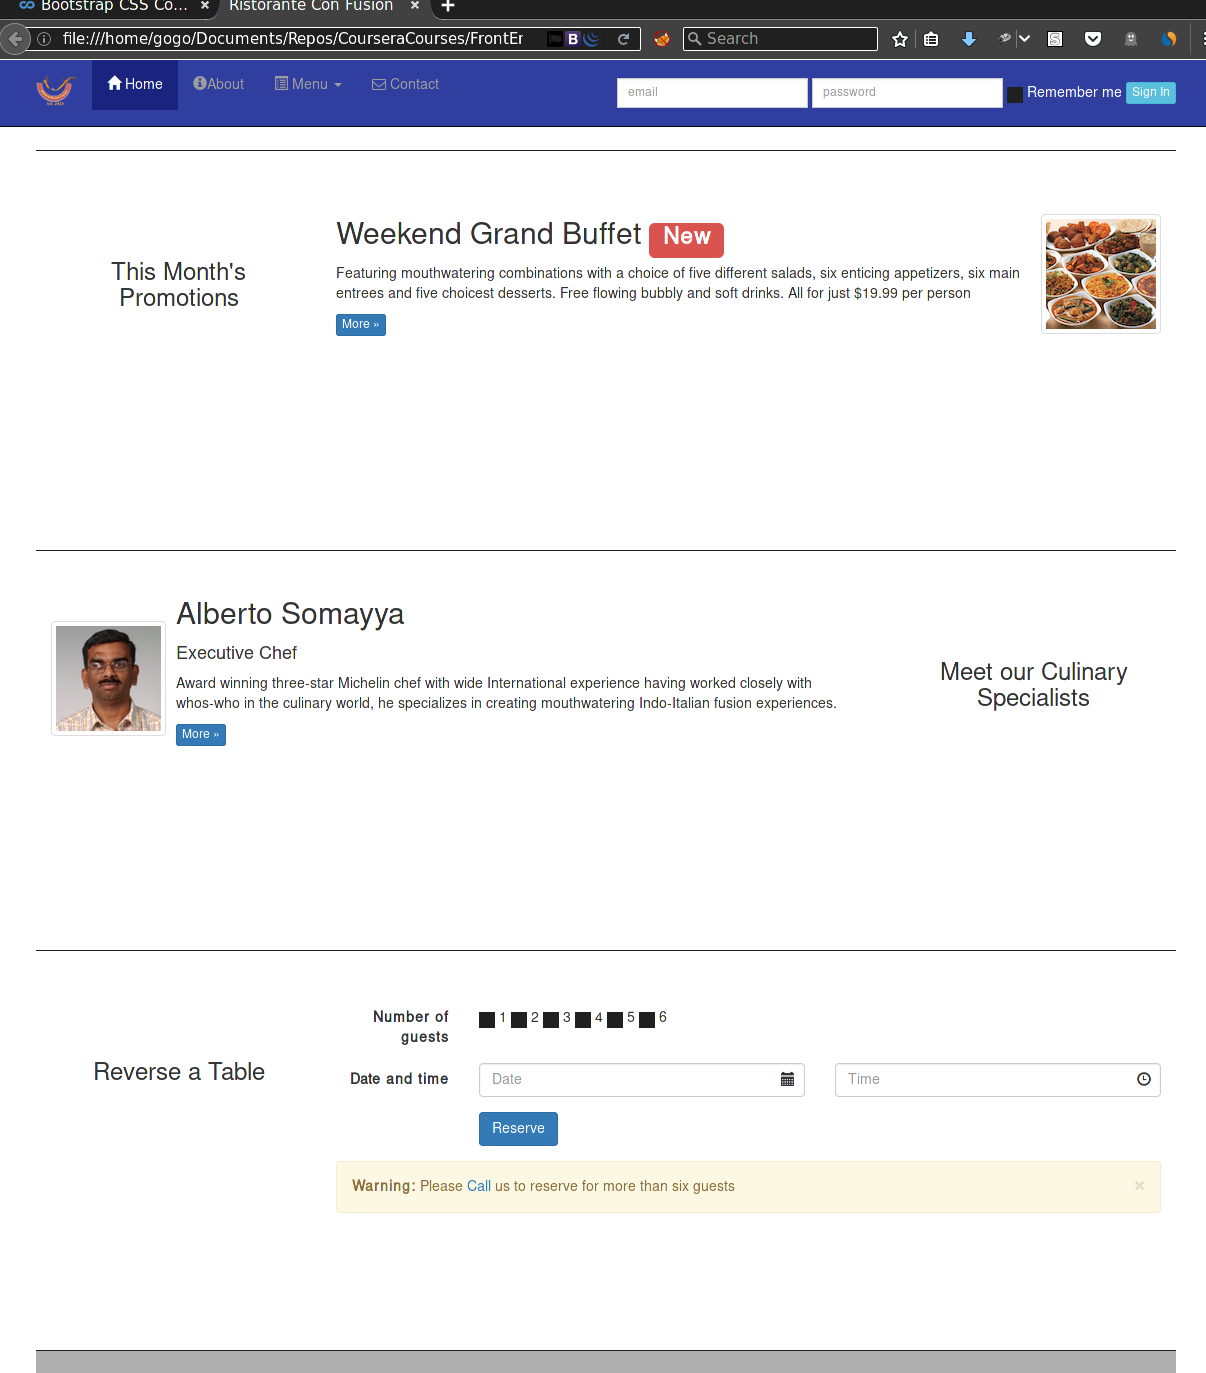 Bootstrap CSS Co...
Ristorante Con Fusion
file:///home/gogo/Documents/Repos/CourseraCourses/FrontEr
Search
Home About Menu Contact
email
password
Remember me
Sign In
This Month's
Promotions
Weekend Grand Buffet New
Featuring mouthwatering combinations with a choice of five different salads, six enticing appetizers, six main
entrees and five choicest desserts. Free flowing bubbly and soft drinks. All for just $19.99 per person
More »
Alberto Somayya
Executive Chef
Award winning three-star Michelin chef with wide International experience having worked closely with
whos-who in the culinary world, he specializes in creating mouthwatering Indo-Italian fusion experiences.
More »
Meet our Culinary
Specialists
Reverse a Table
Number of
guests
1 2 3 4 5 6
Date and time
Date
Time
Reserve
Warning: Please Call us to reserve for more than six guests ×